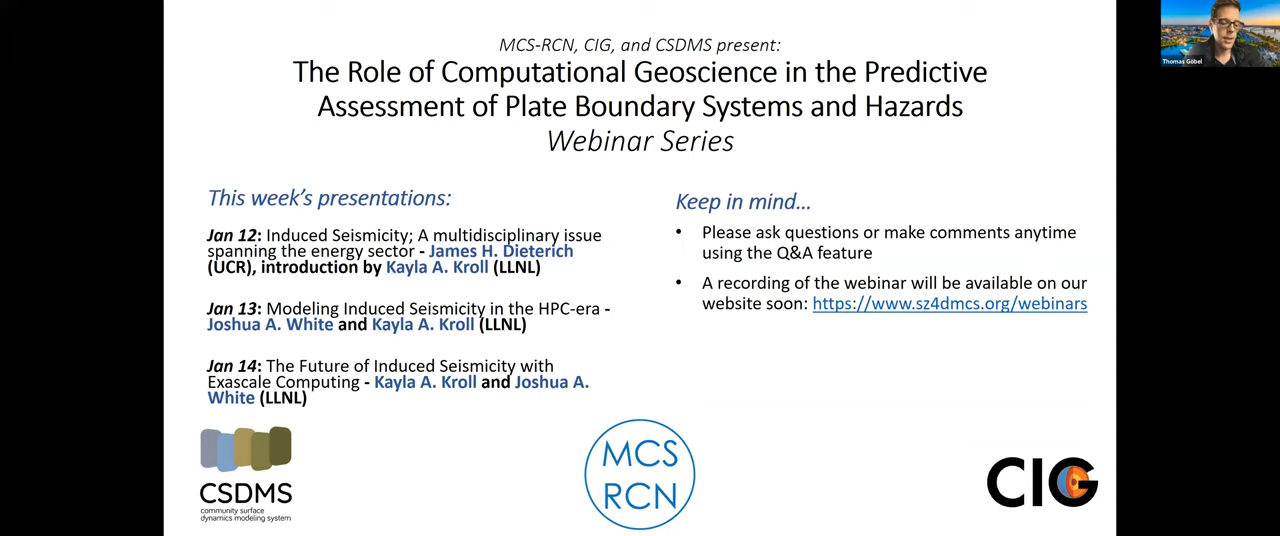 MCS-RCN, CIG, and CSDMS present:
The Role of Computational Geoscience in the Predictive
Assessment of Plate Boundary Systems and Hazards
Webinar Series
This week's presentations:
Jan 12: Induced Seismicity; A multidisciplinary issue
spanning the energy sector - James H. Dieterich
(UCR), introduction by Kayla A. Kroll (LLNL)
Jan 13: Modeling Induced Seismicity in the HPC-era -
Joshua A. White and Kayla A. Kroll (LLNL)
Jan 14: The Future of Induced Seismicity with
Exascale Computing - Kayla A. Kroll and Joshua A.
White (LLNL)
Keep in mind...
• Please ask questions or make comments anytime
using the Q&A feature
• A recording of the webinar will be available on our
website soon: https://www.sz4dmcs.org/webinars
CSDMS
community surface
dynamics modeling system
MCS
RCN
CIG
Thomas Göbel